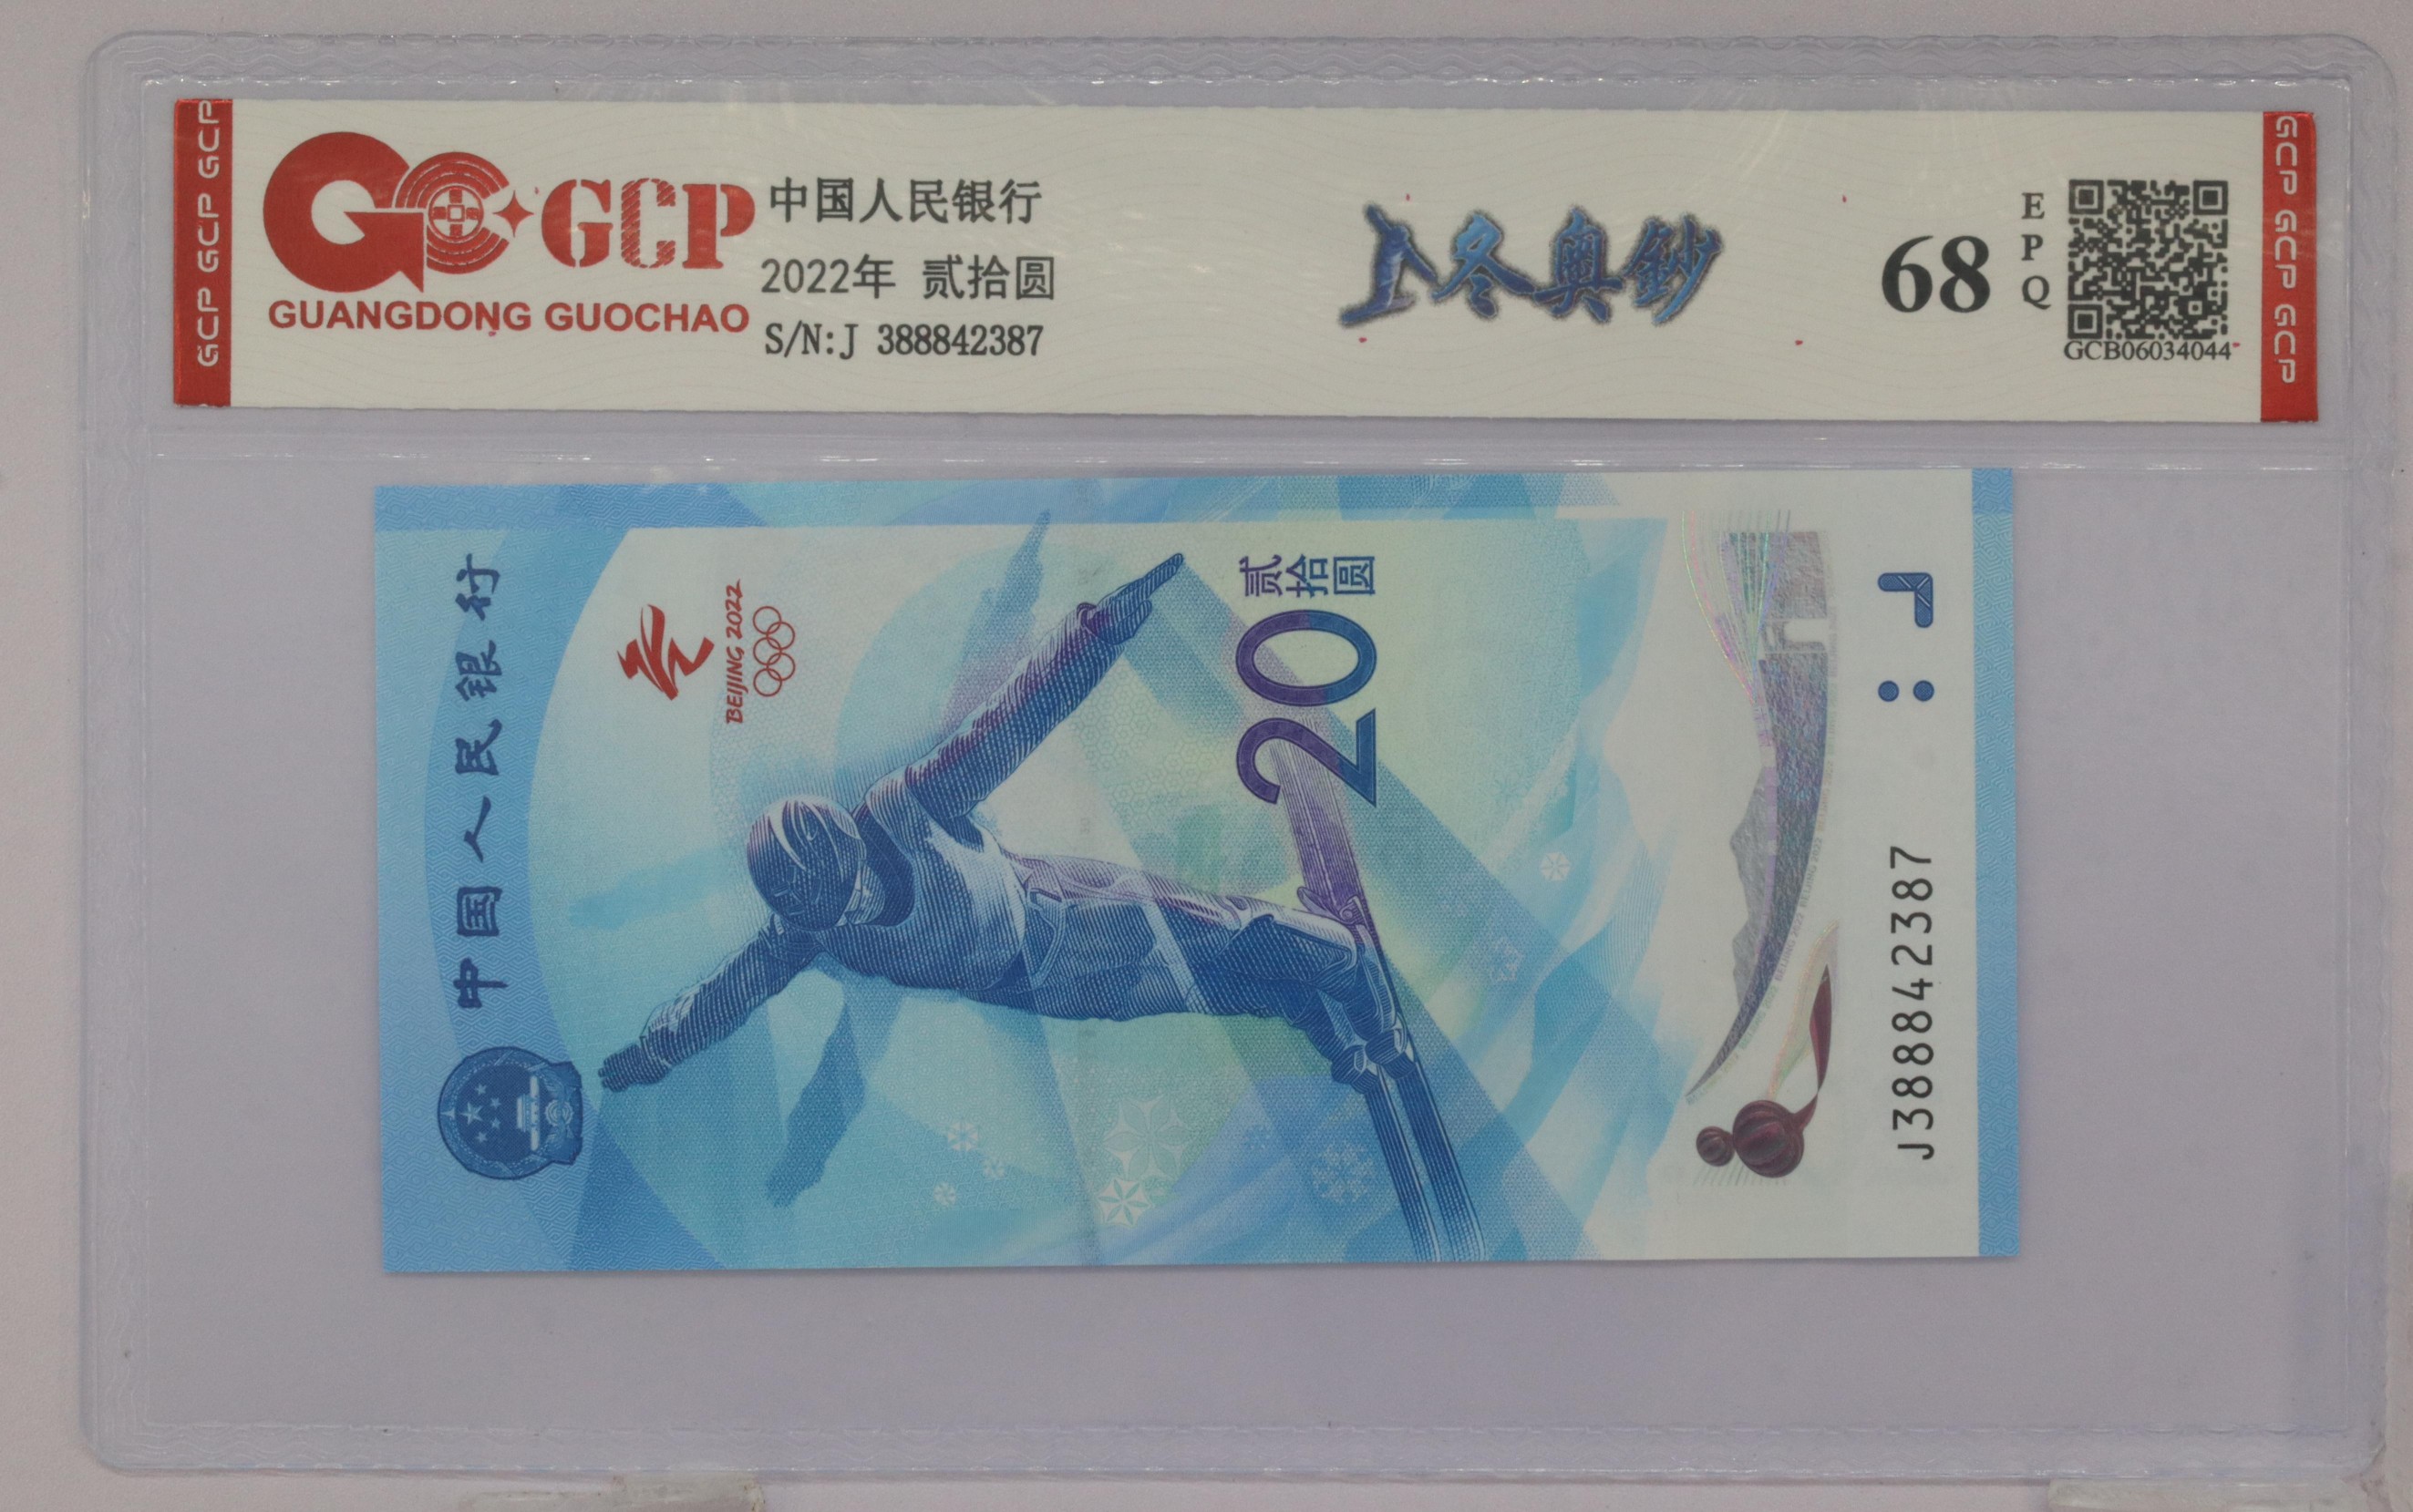 GCP GCP GCP
GCP
GUANGDONG GUOCHAO
中国人民银行
2022年 贰拾圆
S/N:J 388842387
冬奥鈔
68
EPQ
GCB06034044
GCP GCP GCP
中国人民银行
BEIJING 2022
贰拾圆
20
J388842387